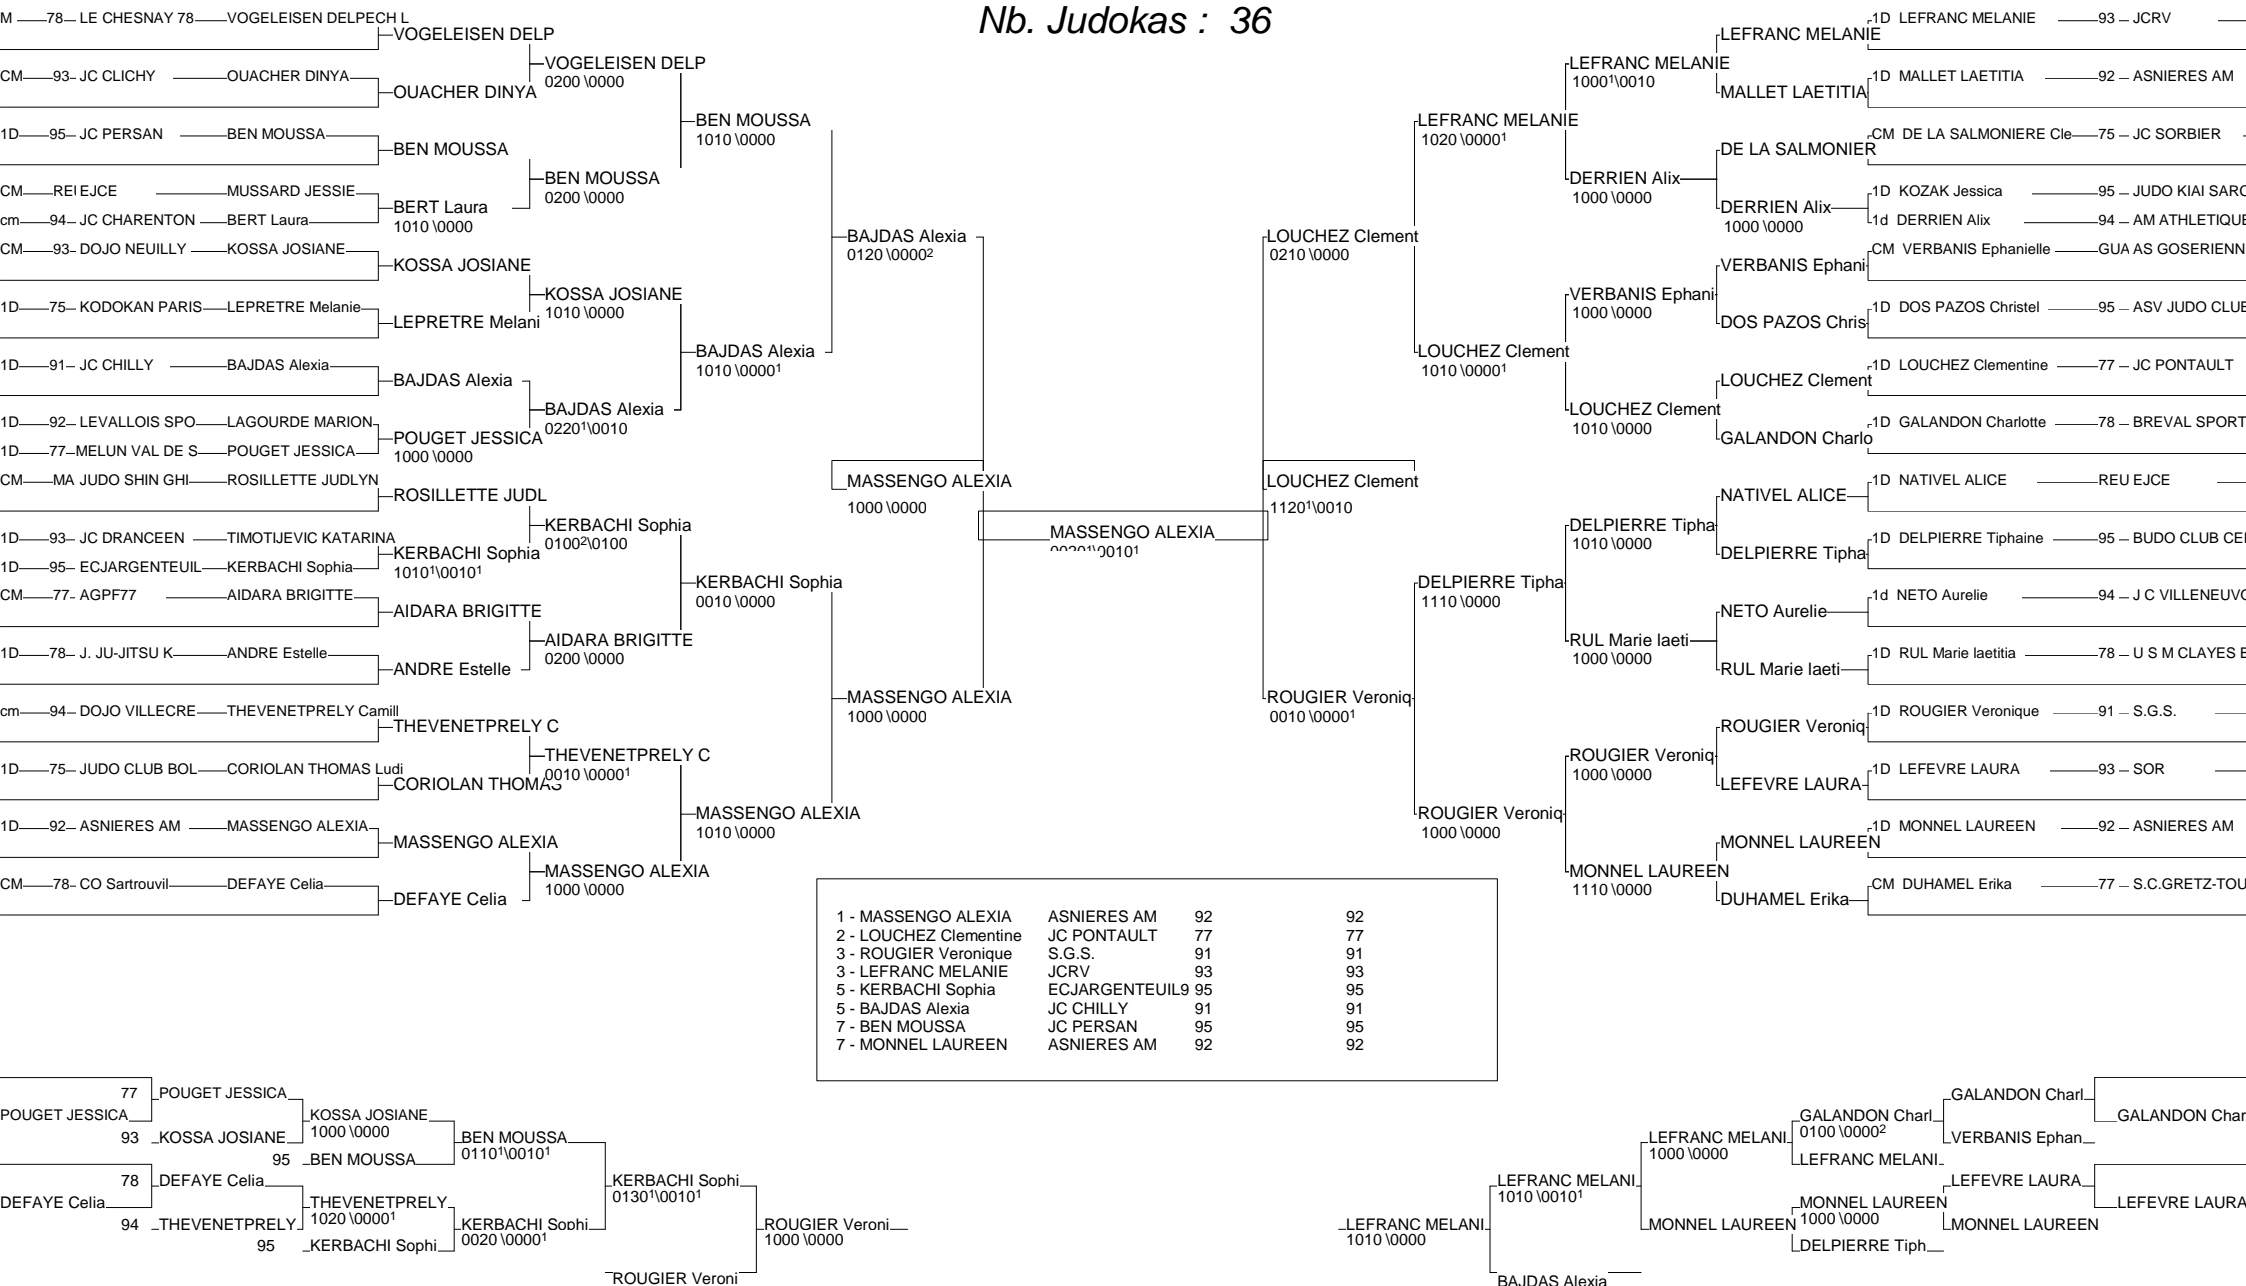 Nb. Judokas : 36
M 78 LE CHESNAY 78 VOGELEISEN DELPECH L
CM 93 JC CLICHY OUACHER DINYA
1D 95 JC PERSAN BEN MOUSSA
CM REU EJCE MUSSARD JESSIE
cm 94 JC CHARENTON BERT Laura
CM 93 DOJO NEUILLY KOSSA JOSIANE
1D 75 KODOKAN PARIS LEPRETRE Melanie
1D 91 JC CHILLY BAJDAS Alexia
1D 92 LEVALLOIS SPO LAGOURDE MARION
1D 77 MELUN VAL DE S POUGET JESSICA
CM MA JUDO SHIN GHI ROSILLETTE JUDLYN
1D 93 JC DRANCEEN TIMOTIJEVIC KATARINA
1D 95 ECJARGENTEUIL KERBACHI Sophia
CM 77 AGPF77 AIDARA BRIGITTE
1D 78 J. JU-JITSU K ANDRE Estelle
cm 94 DOJO VILLECRE THEVENETPRELY Camill
1D 75 JUDO CLUB BOL CORIOLAN THOMAS Ludi
1D 92 ASNIERES AM MASSENGO ALEXIA
CM 78 CO Sartrouvil DEFAYE Celia
VOGELEISEN DELP
OUACHER DINYA
BEN MOUSSA
BERT Laura
1010 \0000
KOSSA JOSIANE
LEPRETRE Melani
BAJDAS Alexia
POUGET JESSICA
1000 \0000
ROSILLETTE JUDL
KERBACHI Sophia
1010¹\0010¹
AIDARA BRIGITTE
ANDRE Estelle
THEVENETPRELY C
CORIOLAN THOMAS
MASSENGO ALEXIA
DEFAYE Celia
VOGELEISEN DELP
0200 \0000
BEN MOUSSA
0200 \0000
KOSSA JOSIANE
1010 \0000
BAJDAS Alexia
0220¹\0010
KERBACHI Sophia
0100²\0100
AIDARA BRIGITTE
0200 \0000
THEVENETPRELY C
0010 \0000¹
MASSENGO ALEXIA
1000 \0000
BEN MOUSSA
1010 \0000
BAJDAS Alexia
1010 \0000¹
KERBACHI Sophia
0010 \0000
MASSENGO ALEXIA
1010 \0000
BAJDAS Alexia
0120 \0000²
MASSENGO ALEXIA
1000 \0000
MASSENGO ALEXIA
1000 \0000
MASSENGO ALEXIA
0020¹\0010¹
LOUCHEZ Clement
0210 \0000
LOUCHEZ Clement
1120¹\0010
ROUGIER Veroniq
0010 \0000¹
LEFRANC MELANIE
1020 \0000¹
LOUCHEZ Clement
1010 \0000¹
DELPIERRE Tipha
1110 \0000
ROUGIER Veroniq
1000 \0000
LEFRANC MELANIE
1000¹\0010
DERRIEN Alix
1000 \0000
VERBANIS Ephani
1000 \0000
LOUCHEZ Clement
1010 \0000
DELPIERRE Tipha
1010 \0000
RUL Marie laeti
1000 \0000
ROUGIER Veroniq
1000 \0000
MONNEL LAUREEN
1110 \0000
LEFRANC MELANIE
MALLET LAETITIA
DE LA SALMONIER
DERRIEN Alix
1000 \0000
VERBANIS Ephani
DOS PAZOS Chris
LOUCHEZ Clement
GALANDON Charlo
NATIVEL ALICE
DELPIERRE Tipha
NETO Aurelie
RUL Marie laeti
ROUGIER Veroniq
LEFEVRE LAURA
MONNEL LAUREEN
DUHAMEL Erika
1D LEFRANC MELANIE 93 JCRV
1D MALLET LAETITIA 92 ASNIERES AM
CM DE LA SALMONIERE Cle 75 JC SORBIER
1D KOZAK Jessica 95 JUDO KIAI SARC
1d DERRIEN Alix 94 AM ATHLETIQUE
CM VERBANIS Ephanielle GUA AS GOSERIENN
1D DOS PAZOS Christel 95 ASV JUDO CLUB
1D LOUCHEZ Clementine 77 JC PONTAULT
1D GALANDON Charlotte 78 BREVAL SPORT
1D NATIVEL ALICE REU EJCE
1D DELPIERRE Tiphaine 95 BUDO CLUB CE
1d NETO Aurelie 94 J C VILLENEUVO
1D RUL Marie laetitia 78 U S M CLAYES E
1D ROUGIER Veronique 91 S.G.S.
1D LEFEVRE LAURA 93 SOR
1D MONNEL LAUREEN 92 ASNIERES AM
CM DUHAMEL Erika 77 S.C.GRETZ-TOU
1 - MASSENGO ALEXIA ASNIERES AM 92 92
2 - LOUCHEZ Clementine JC PONTAULT 77 77
3 - ROUGIER Veronique S.G.S. 91 91
3 - LEFRANC MELANIE JCRV 93 93
5 - KERBACHI Sophia ECJARGENTEUIL9 95 95
5 - BAJDAS Alexia JC CHILLY 91 91
7 - BEN MOUSSA JC PERSAN 95 95
7 - MONNEL LAUREEN ASNIERES AM 92 92
POUGET JESSICA
DEFAYE Celia
77 POUGET JESSICA
93 KOSSA JOSIANE
78 DEFAYE Celia
94 THEVENETPRELY
KOSSA JOSIANE
1000 \0000
95 BEN MOUSSA
THEVENETPRELY
1020 \0000¹
95 KERBACHI Sophi
BEN MOUSSA
0110¹\0010¹
KERBACHI Sophi
0020 \0000¹
KERBACHI Sophi
0130¹\0010¹
ROUGIER Veroni
ROUGIER Veroni
1000 \0000
LEFRANC MELANI
1010 \0000
LEFRANC MELANI
1010 \0010¹
BAJDAS Alexia
LEFRANC MELANI
1000 \0000
MONNEL LAUREEN
GALANDON Charl
0100 \0000²
LEFRANC MELANI
MONNEL LAUREEN
1000 \0000
DELPIERRE Tiph
GALANDON Charl
VERBANIS Ephan
LEFEVRE LAURA
MONNEL LAUREEN
GALANDON Char
LEFEVRE LAURA